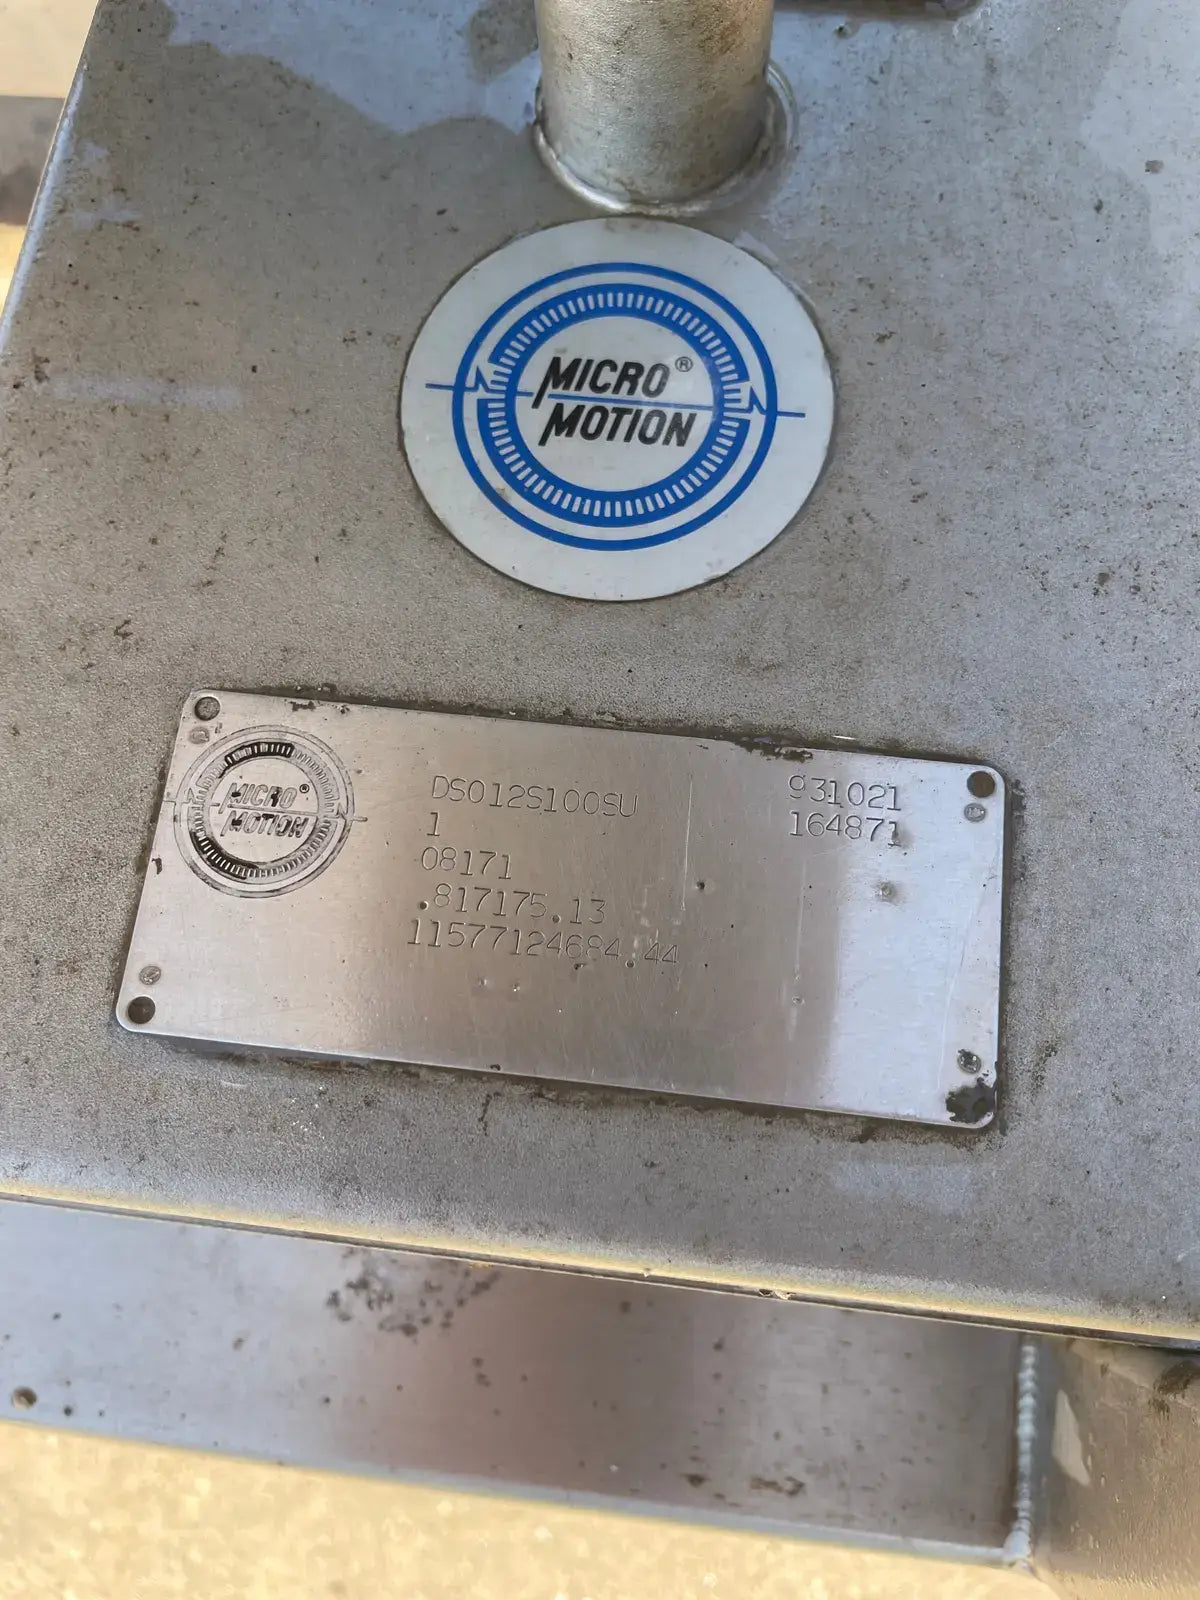 MICRO®
MOTION
MICRO®
MOTION
DS012S100SU 931021
1 164871
08171
.817175.13
11577124684.44